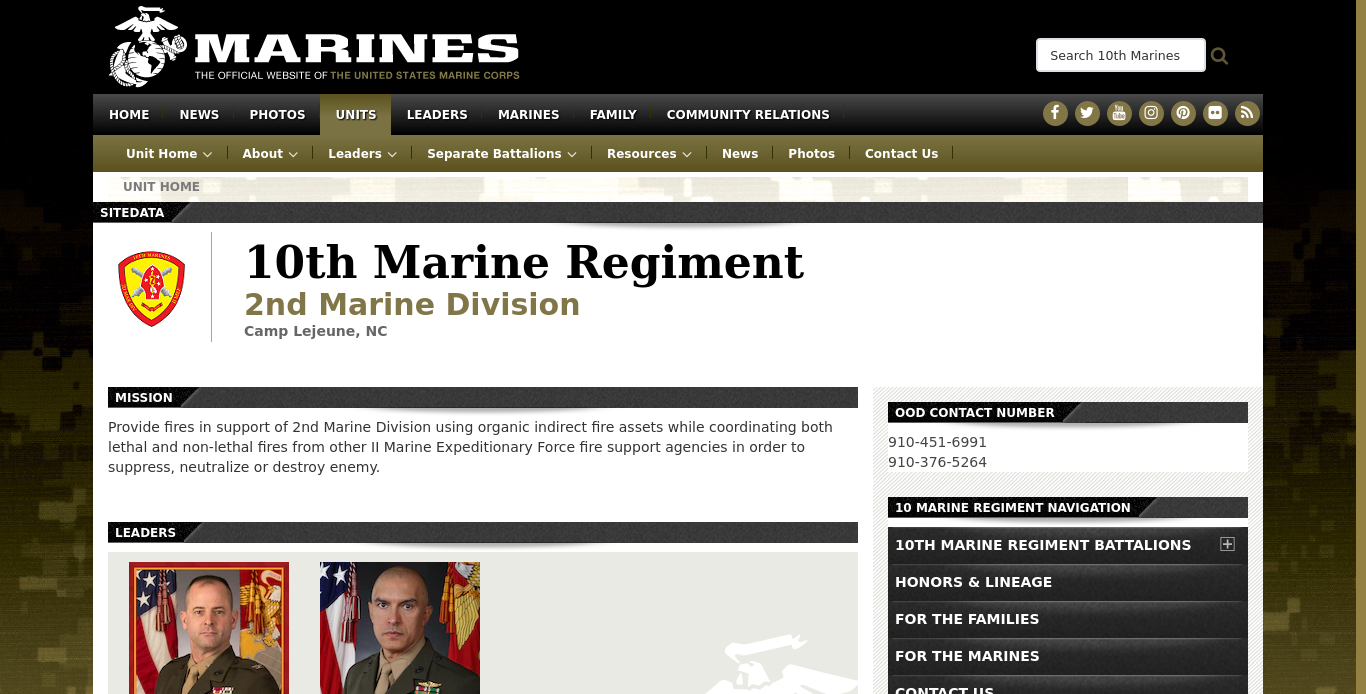 MARINES
THE OFFICIAL WEBSITE OF THE UNITED STATES MARINE CORPS
Search 10th Marines
HOME NEWS PHOTOS UNITS LEADERS MARINES FAMILY COMMUNITY RELATIONS
Unit Home About Leaders Separate Battalions Resources News Photos Contact Us
UNIT HOME
SITEDATA
10th Marine Regiment
2nd Marine Division
Camp Lejeune, NC
MISSION
Provide fires in support of 2nd Marine Division using organic indirect fire assets while coordinating both
lethal and non-lethal fires from other II Marine Expeditionary Force fire support agencies in order to
suppress, neutralize or destroy enemy.
LEADERS
OOD CONTACT NUMBER
910-451-6991
910-376-5264
10 MARINE REGIMENT NAVIGATION
10TH MARINE REGIMENT BATTALIONS
HONORS & LINEAGE
FOR THE FAMILIES
FOR THE MARINES
CONTACT US